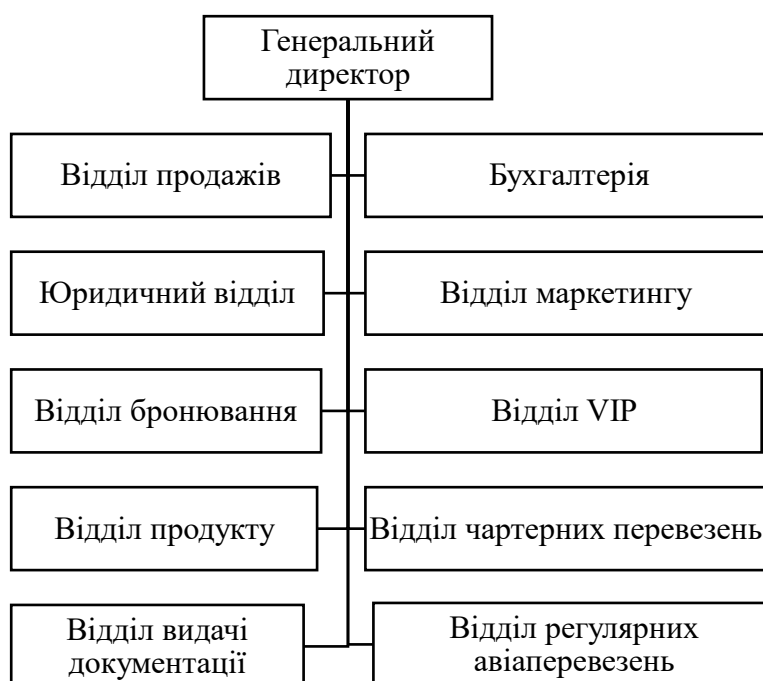 Генеральний
директор
Відділ продажів
Бухгалтерія
Юридичний відділ
Відділ маркетингу
Відділ бронювання
Відділ VIP
Відділ продукту
Відділ чартерних перевезень
Відділ видачі
документації
Відділ регулярних
авіаперевезень